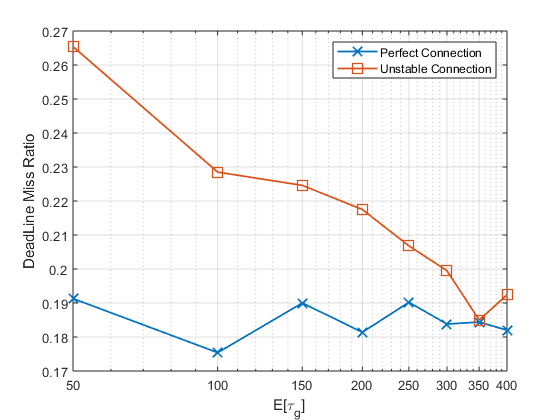 0.27
0.26
0.25
0.24
0.23
0.22
0.21
0.2
0.19
0.18
0.17
DeadLine Miss Ratio
Perfect Connection
Unstable Connection
50 100 150 200 250 300 350 400
E[τg]